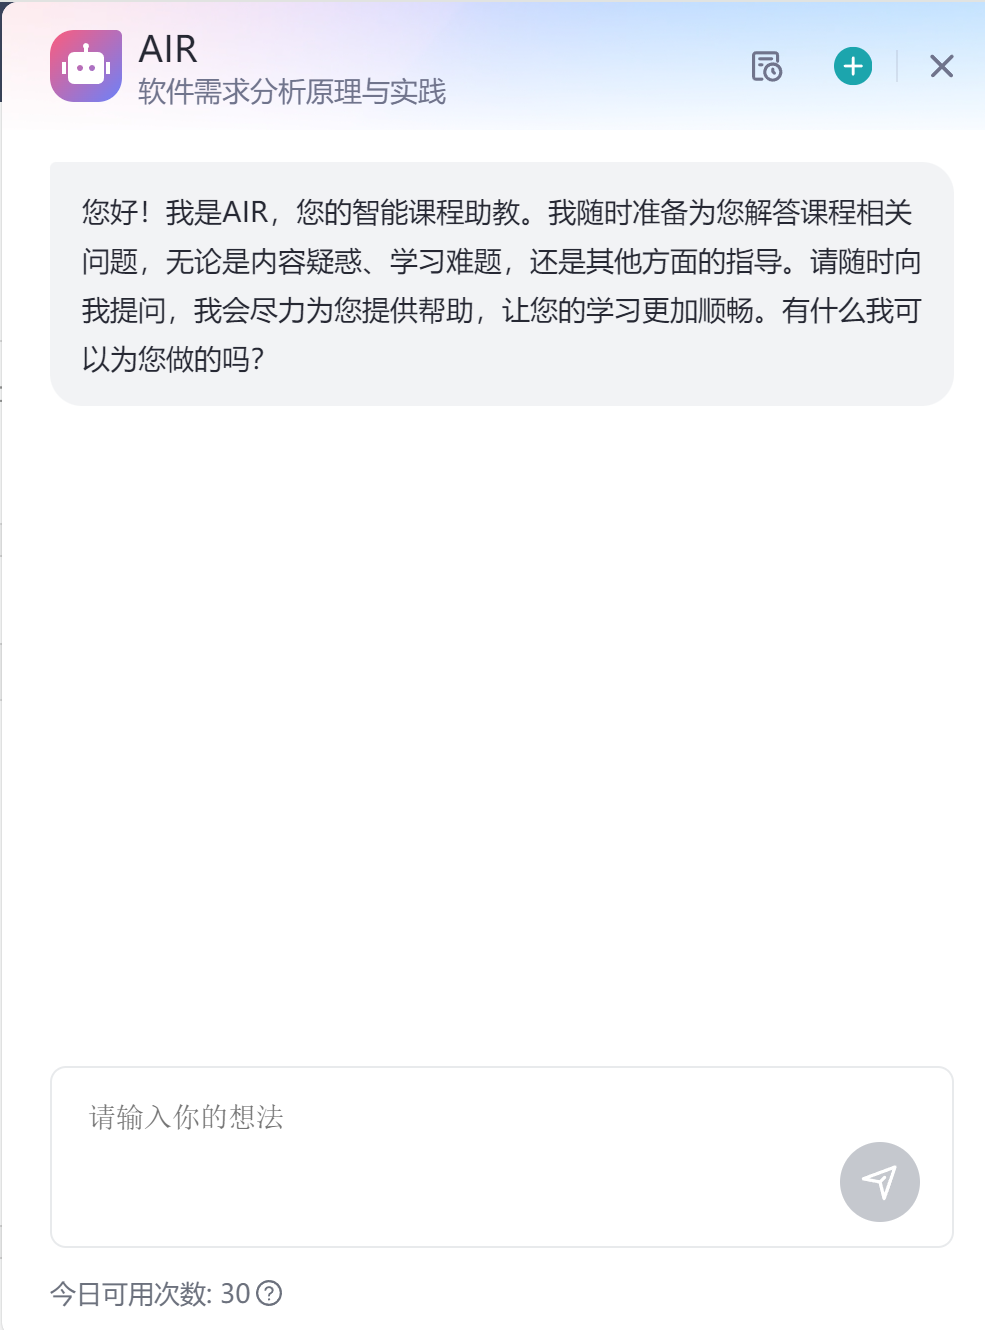 AIR
软件需求分析原理与实践
您好！我是AIR，您的智能课程助教。我随时准备为您解答课程相关
问题，无论是内容疑惑、学习难题，还是其他方面的指导。请随时向
我提问，我会尽力为您提供帮助，让您的学习更加顺畅。有什么我可
以为您做的吗？
请输入你的想法
今日可用次数: 30